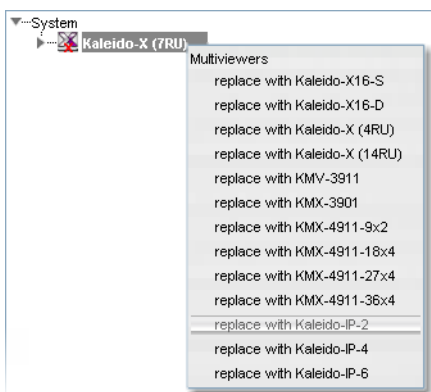 System
Kaleido-X (7RU)
Multiviewers
replace with Kaleido-X16-S
replace with Kaleido-X16-D
replace with Kaleido-X (4RU)
replace with Kaleido-X (14RU)
replace with KMV-3911
replace with KMX-3901
replace with KMX-4911-9x2
replace with KMX-4911-18x4
replace with KMX-4911-27x4
replace with KMX-4911-36x4
replace with Kaleido-IP-2
replace with Kaleido-IP-4
replace with Kaleido-IP-6